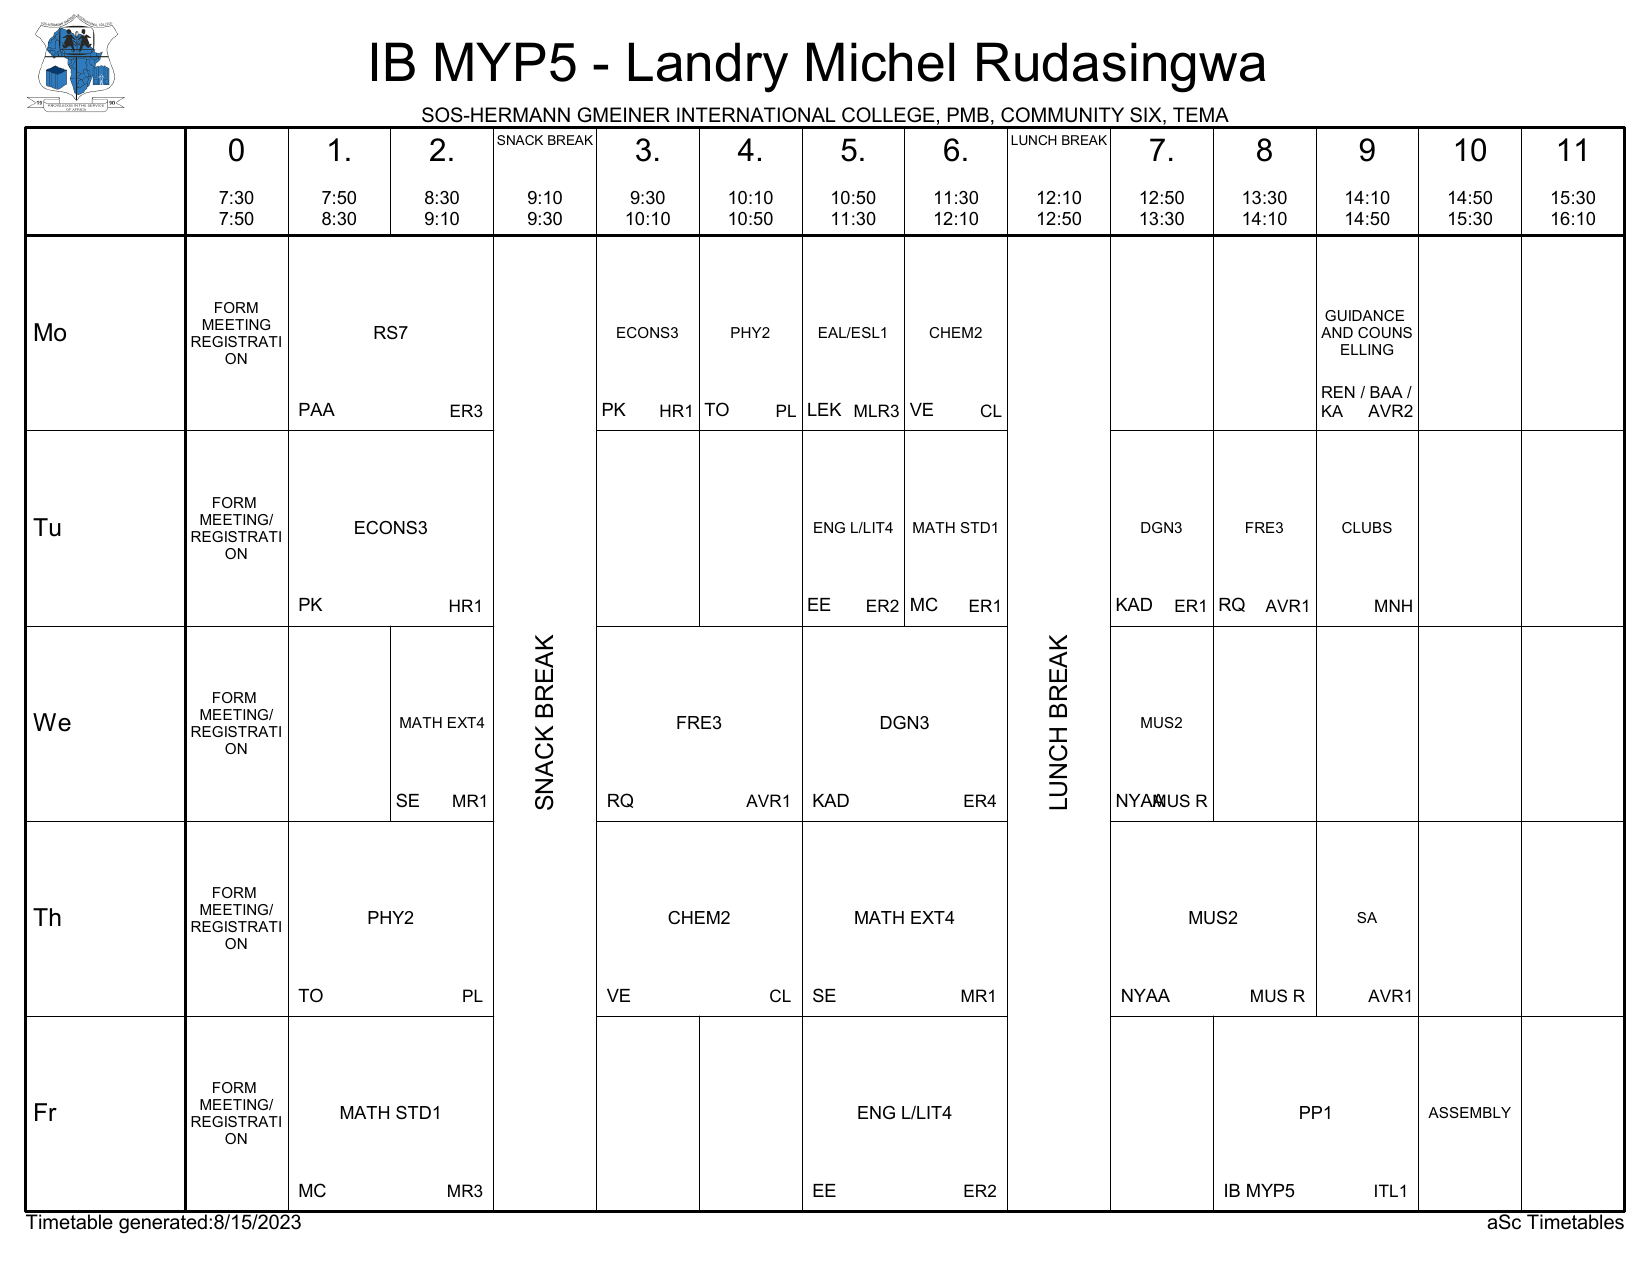 IB MYP5 - Landry Michel Rudasingwa
SOS-HERMANN GMEINER INTERNATIONAL COLLEGE, PMB, COMMUNITY SIX, TEMA
19 KNOWLEDGE IN THE SERVICE 90
OF AFRICA
0 1. 2. SNACK BREAK 3. 4. 5. 6. LUNCH BREAK 7. 8 9 10 11
7:30 7:50 8:30 9:10 9:30 10:10 10:50 11:30 12:10 12:50 13:30 14:10 14:50 15:30
7:50 8:30 9:10 9:30 10:10 10:50 11:30 12:10 12:50 13:30 14:10 14:50 15:30 16:10
Mo
FORM
MEETING
REGISTRATI
ON
RS7
PAA ER3
ECONS3
PK HR1
PHY2
TO PL
EAL/ESL1
LEK MLR3
CHEM2
VE CL
GUIDANCE
AND COUNS
ELLING
REN / BAA /
KA AVR2
Tu
FORM
MEETING/
REGISTRATI
ON
ECONS3
PK HR1
ENG L/LIT4
EE ER2
MATH STD1
MC ER1
DGN3
KAD ER1
FRE3
RQ AVR1
CLUBS
MNH
We
FORM
MEETING/
REGISTRATI
ON
MATH EXT4
SE MR1
SNACK BREAK
FRE3
RQ AVR1
DGN3
KAD ER4
LUNCH BREAK
MUS2
NYAA MUS R
Th
FORM
MEETING/
REGISTRATI
ON
PHY2
TO PL
CHEM2
VE CL
MATH EXT4
SE MR1
MUS2
NYAA MUS R
SA
AVR1
Fr
FORM
MEETING/
REGISTRATI
ON
MATH STD1
MC MR3
ENG L/LIT4
EE ER2
PP1
IB MYP5 ITL1
ASSEMBLY
Timetable generated:8/15/2023
aSc Timetables